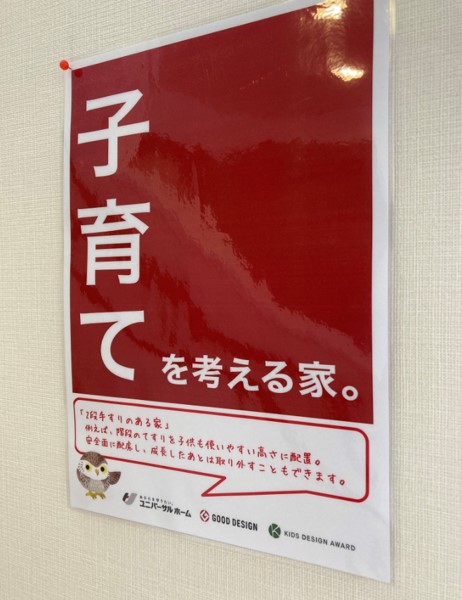 子育て
を考える家。
「2段手すりのある家」
例えば、階段のてすりを子供も使いやすい高さに配置。
安全面に配慮し、成長したあとは取り外すこともできます。
ユニバーサルホーム
GOOD DESIGN
KIDS DESIGN AWARD